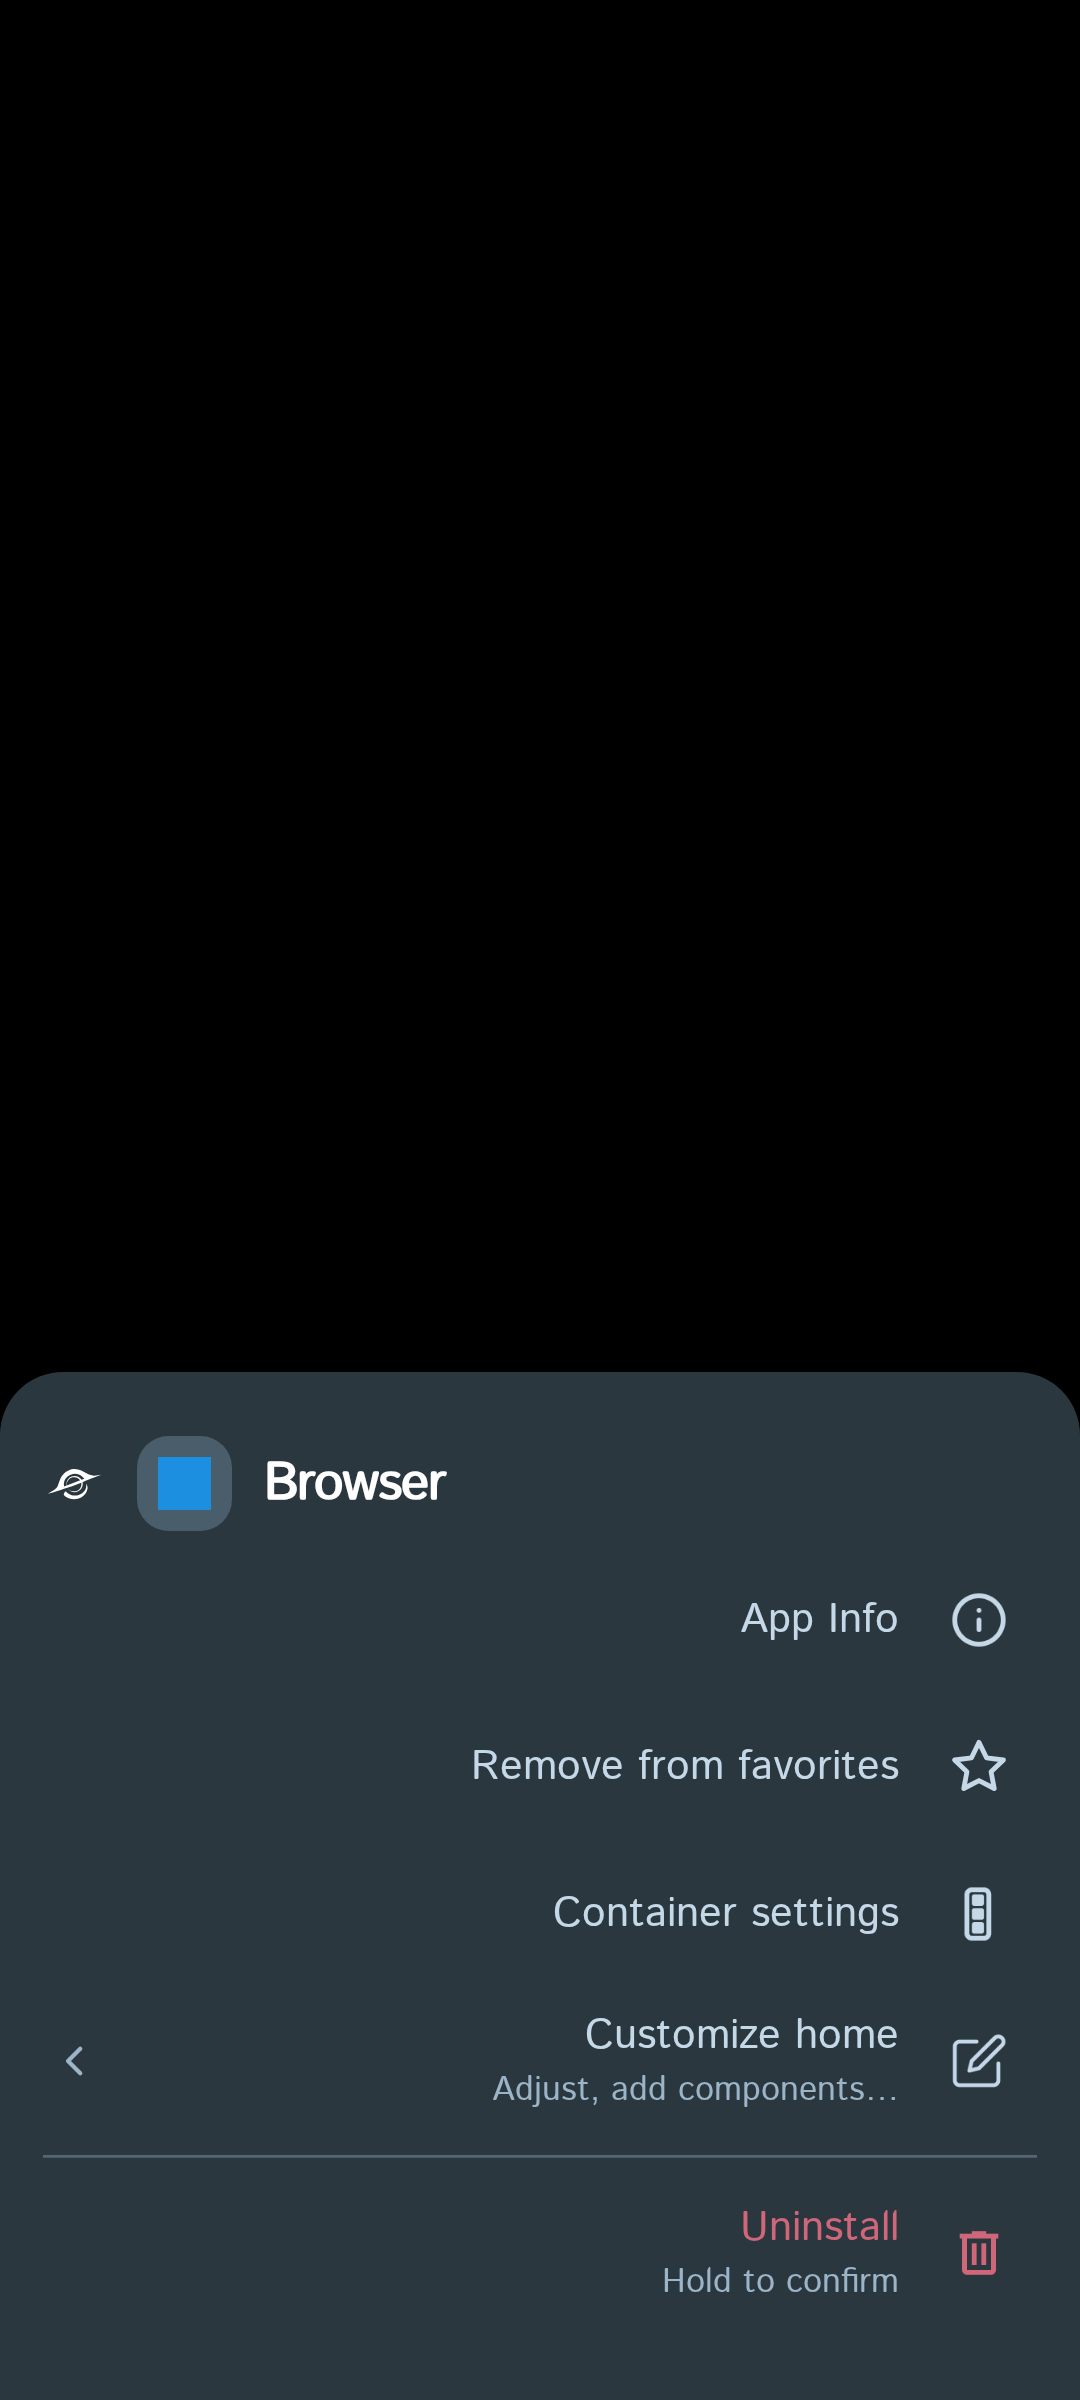 Browser
App Info
Remove from favorites
Container settings
Customize home
Adjust, add components...
Uninstall
Hold to confirm